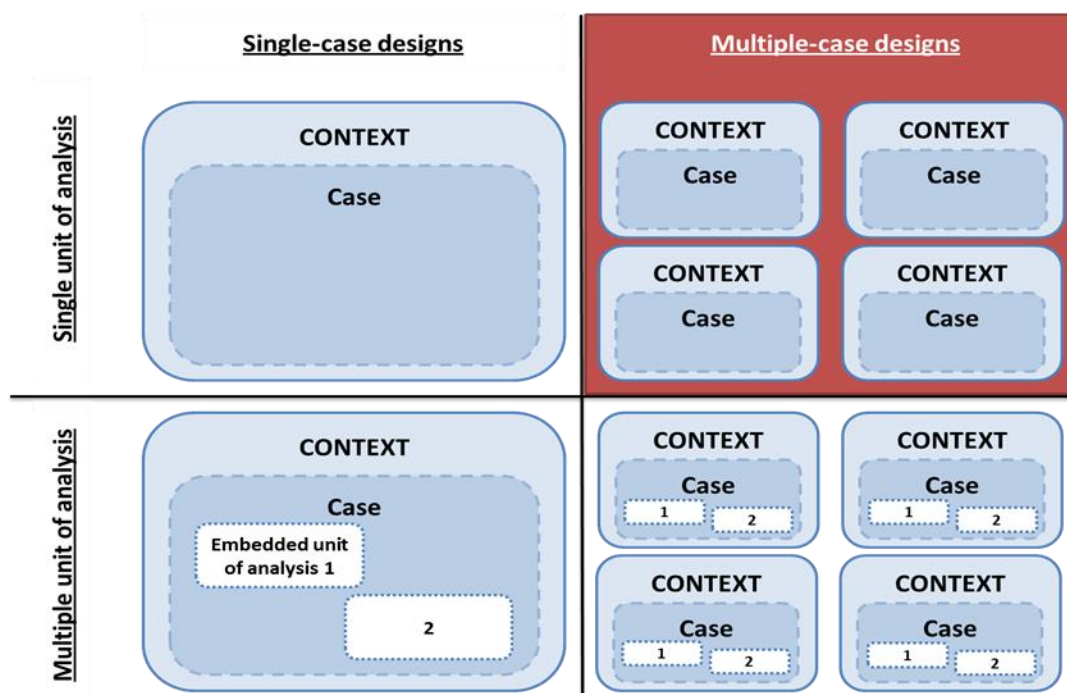 Single-case designs
Multiple-case designs
Single unit of analysis
CONTEXT
Case
CONTEXT
Case
CONTEXT
Case
CONTEXT
Case
CONTEXT
Case
Multiple unit of analysis
CONTEXT
Case
Embedded unit
of analysis 1
2
CONTEXT
Case
1
2
CONTEXT
Case
1
2
CONTEXT
Case
1
2
CONTEXT
Case
1
2